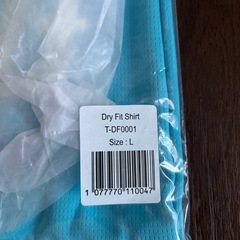 Dry Fit Shirt
T-DF0001
Size : L
1 077770 110047